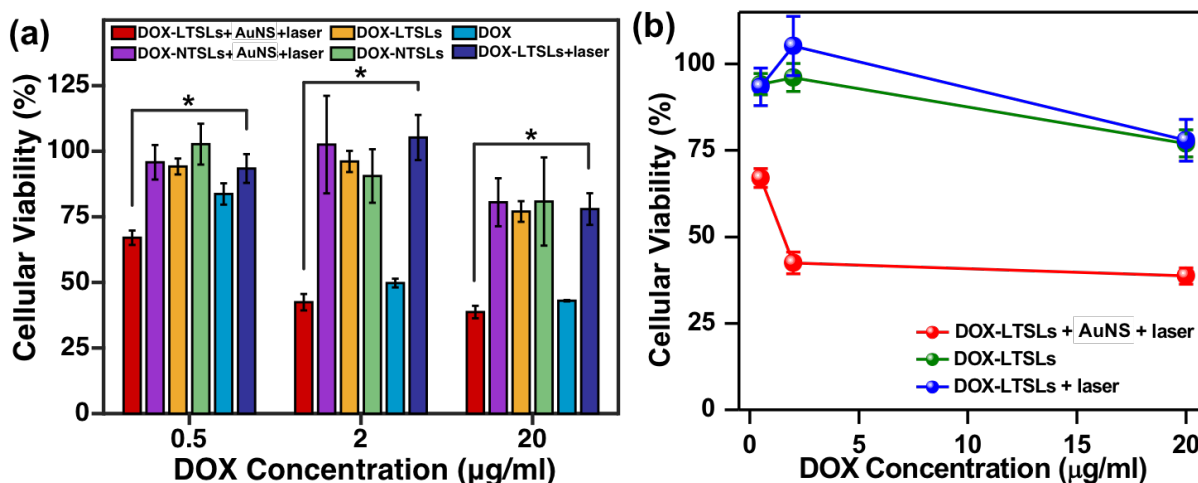 (a)
DOX-LTSLs+AuNS+laser DOX-LTSLs DOX
DOX-NTSLs+AuNS+laser DOX-NTSLs DOX-LTSLs+laser
Cellular Viability (%)
125
100
75
50
25
0
* * *
0.5 2 20
DOX Concentration (µg/ml)
(b)
Cellular Viability (%)
100
75
50
25
0
DOX-LTSLs + AuNS + laser
DOX-LTSLs
DOX-LTSLs + laser
0 5 10 15 20
DOX Concentration (µg/ml)